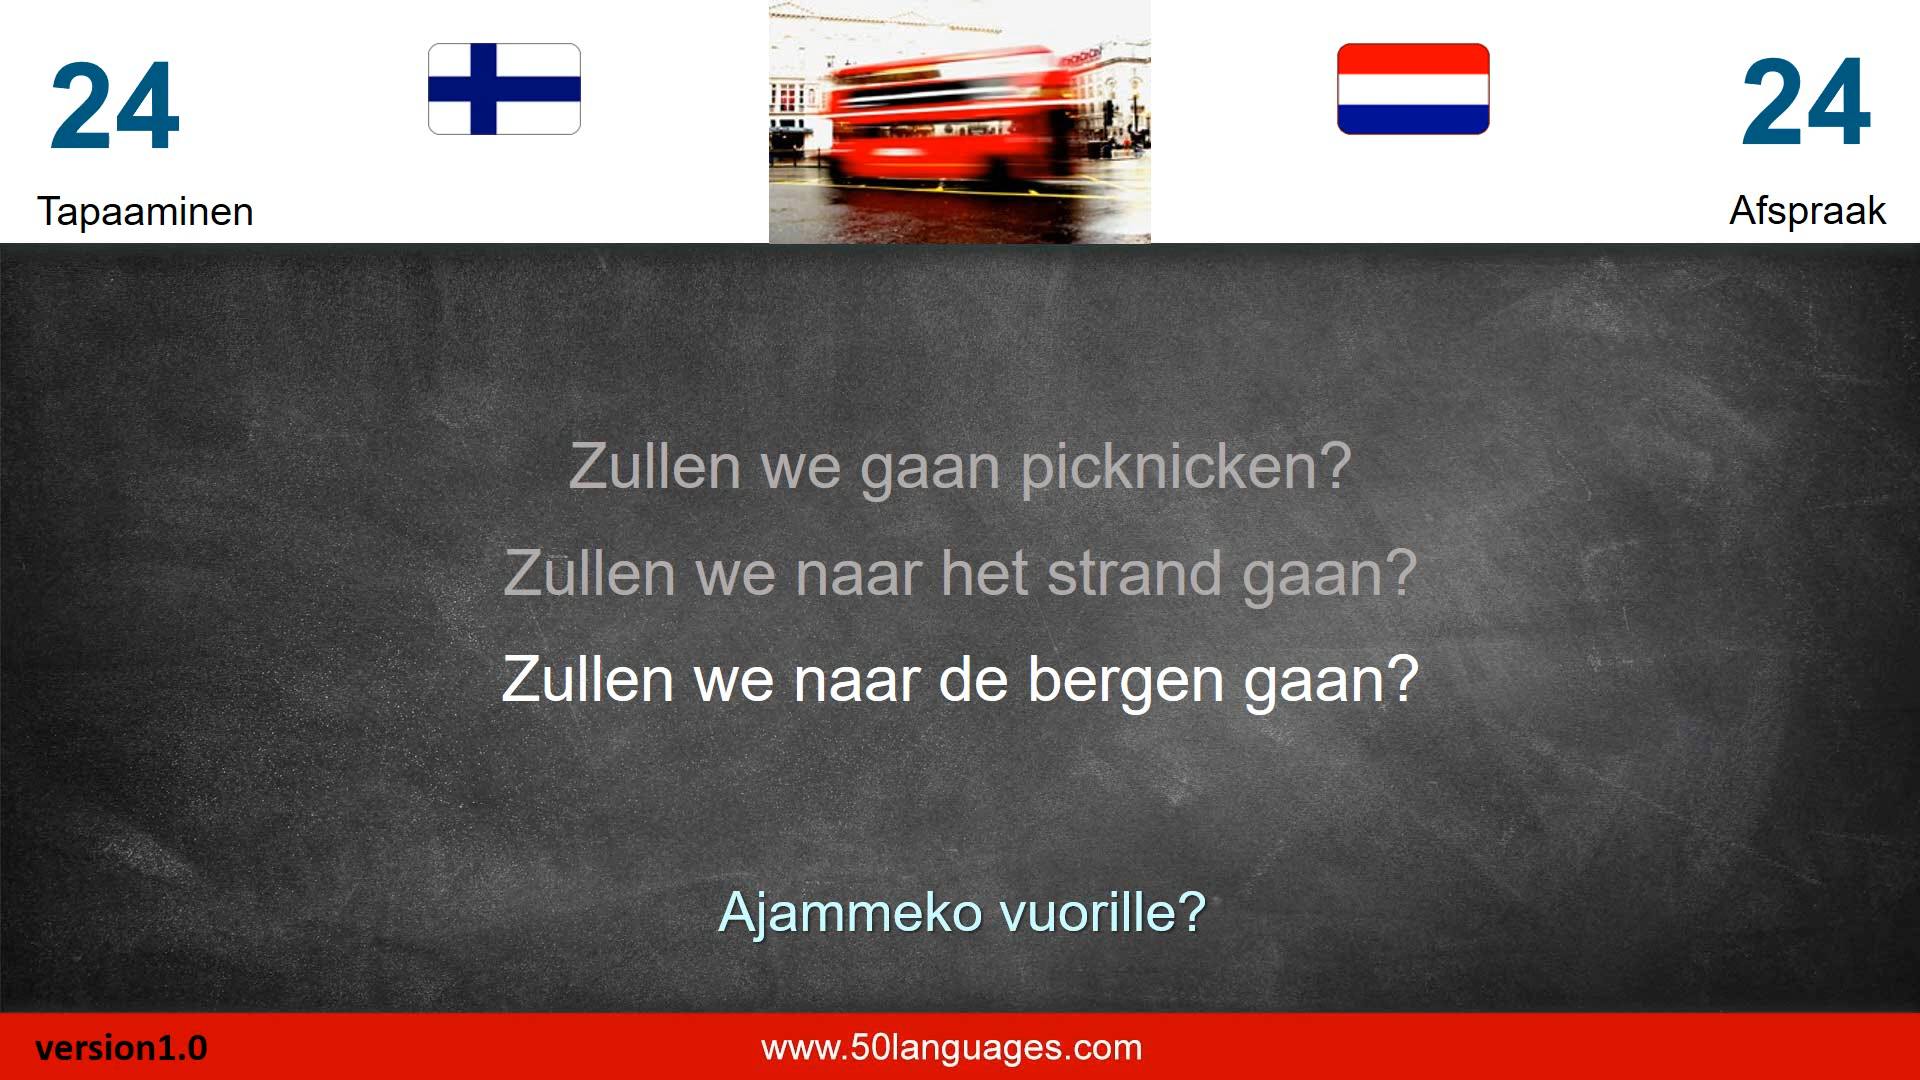 24
24
Tapaaminen
Afspraak
Zullen we gaan picknicken?
Zullen we naar het strand gaan?
Zullen we naar de bergen gaan?
Ajammeko vuorille?
version1.0
www.50languages.com